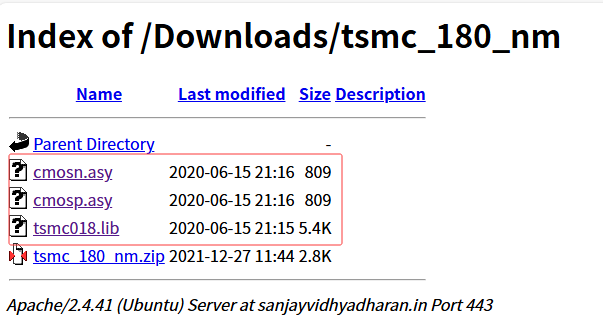 Index of /Downloads/tsmc_180_nm
Name Last modified Size Description
Parent Directory -
cmosn.asy 2020-06-15 21:16 809
cmosp.asy 2020-06-15 21:16 809
tsmc018.lib 2020-06-15 21:15 5.4K
tsmc_180_nm.zip 2021-12-27 11:44 2.8K
Apache/2.4.41 (Ubuntu) Server at sanjayvidhyadharan.in Port 443